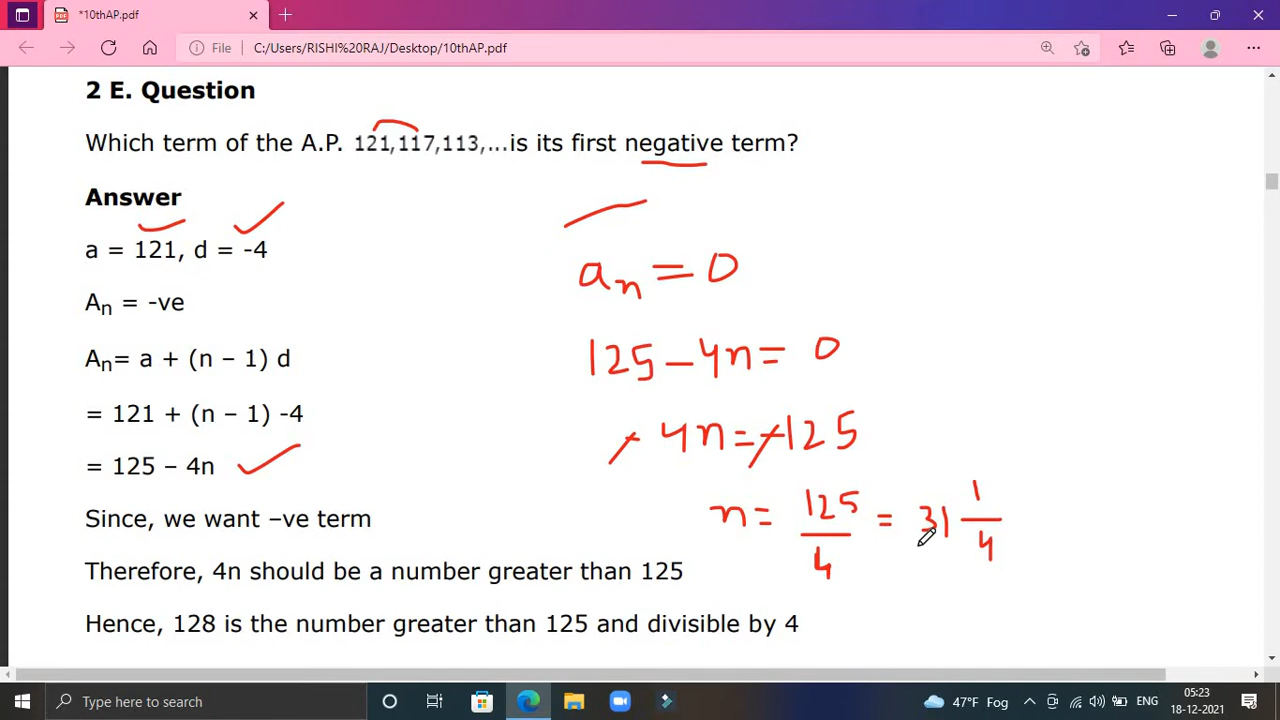 *10thAP.pdf
File C:/Users/RISHI%20RAJ/Desktop/10thAP.pdf
2 E. Question
Which term of the A.P. 121,117,113,...is its first negative term?
Answer
a = 121, d = -4
aₙ = 0
Aₙ = -ve
125 – 4n = 0
Aₙ= a + (n – 1) d
= 121 + (n – 1) -4
- 4n = -125
= 125 – 4n
n = 125/4 = 31 1/4
Since, we want –ve term
Therefore, 4n should be a number greater than 125
Hence, 128 is the number greater than 125 and divisible by 4
Type here to search
47°F Fog
ENG
05:23
18-12-2021